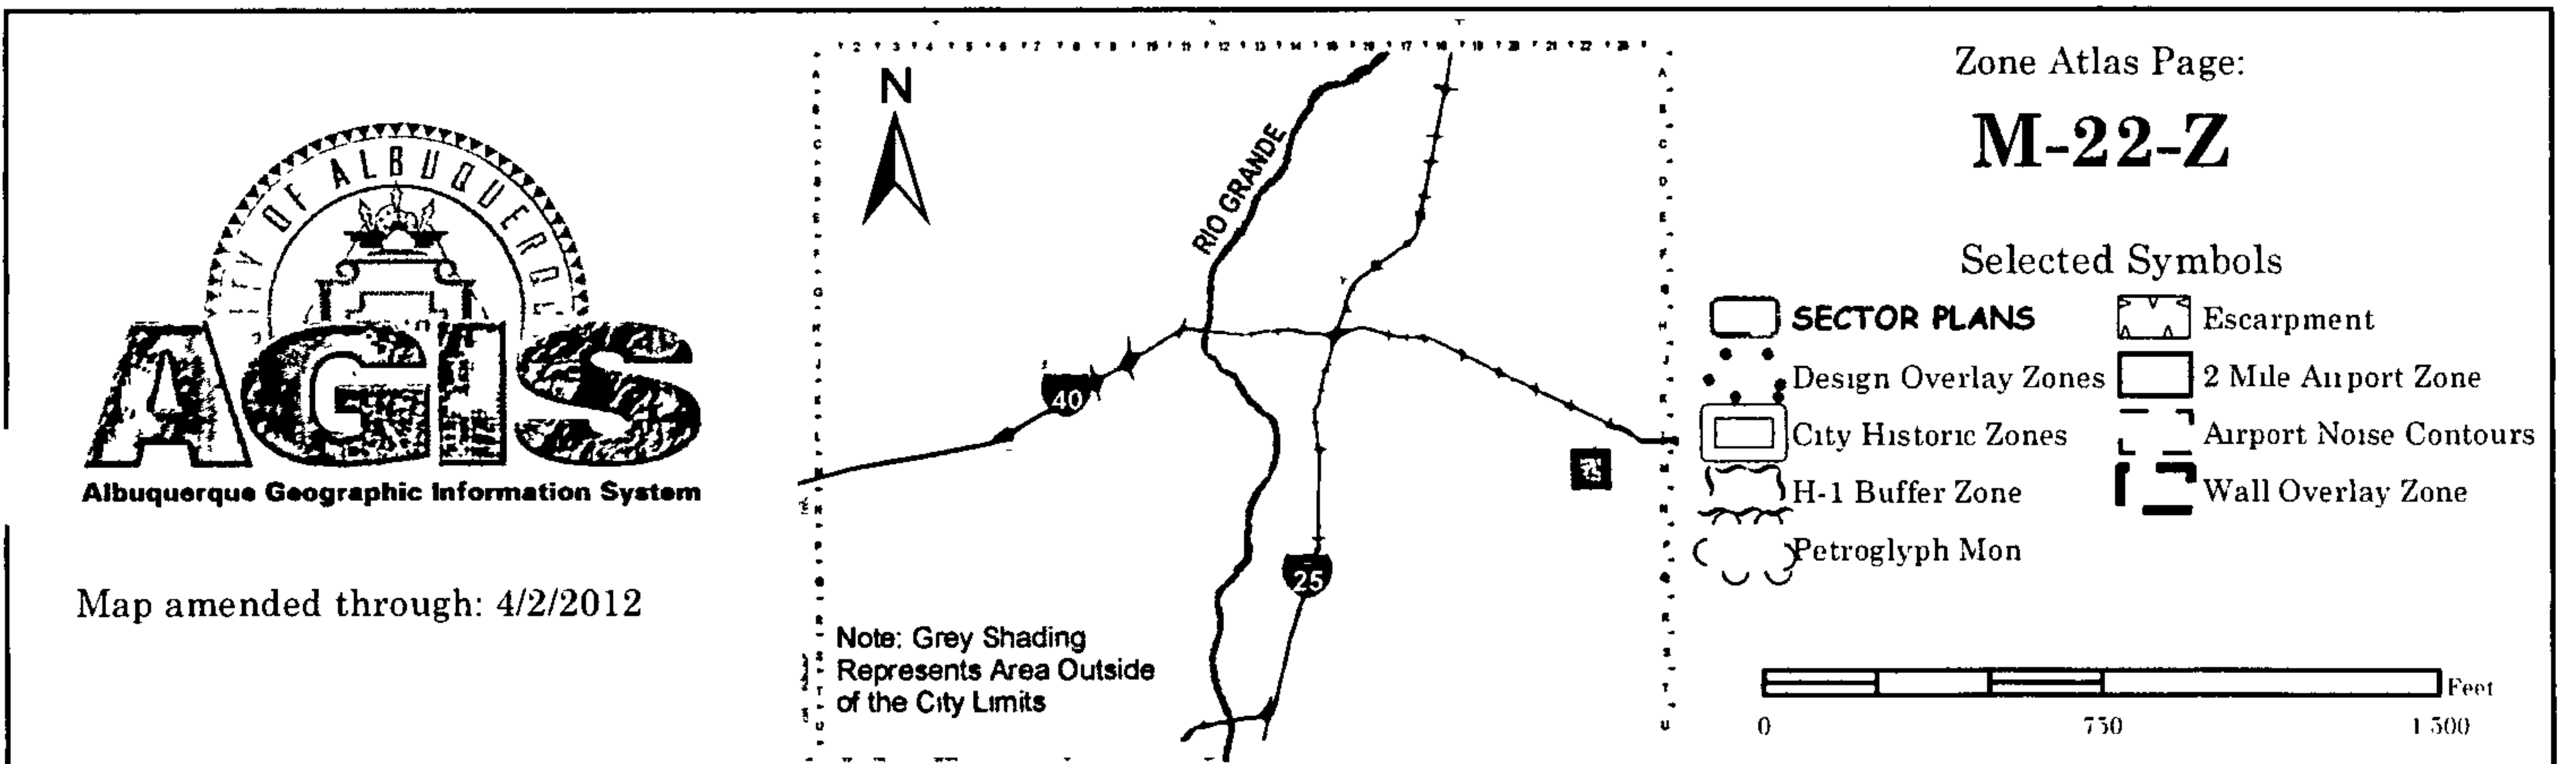 CITY OF ALBUQUERQUE
AGIS
Albuquerque Geographic Information System
Map amended through: 4/2/2012
N
RIO GRANDE
40
25
Note: Grey Shading
Represents Area Outside
of the City Limits
Zone Atlas Page:
M-22-Z
Selected Symbols
SECTOR PLANS
Design Overlay Zones
City Historic Zones
H-1 Buffer Zone
Petroglyph Mon
Escarpment
2 Mile Airport Zone
Airport Noise Contours
Wall Overlay Zone
Feet
0 750 1 500